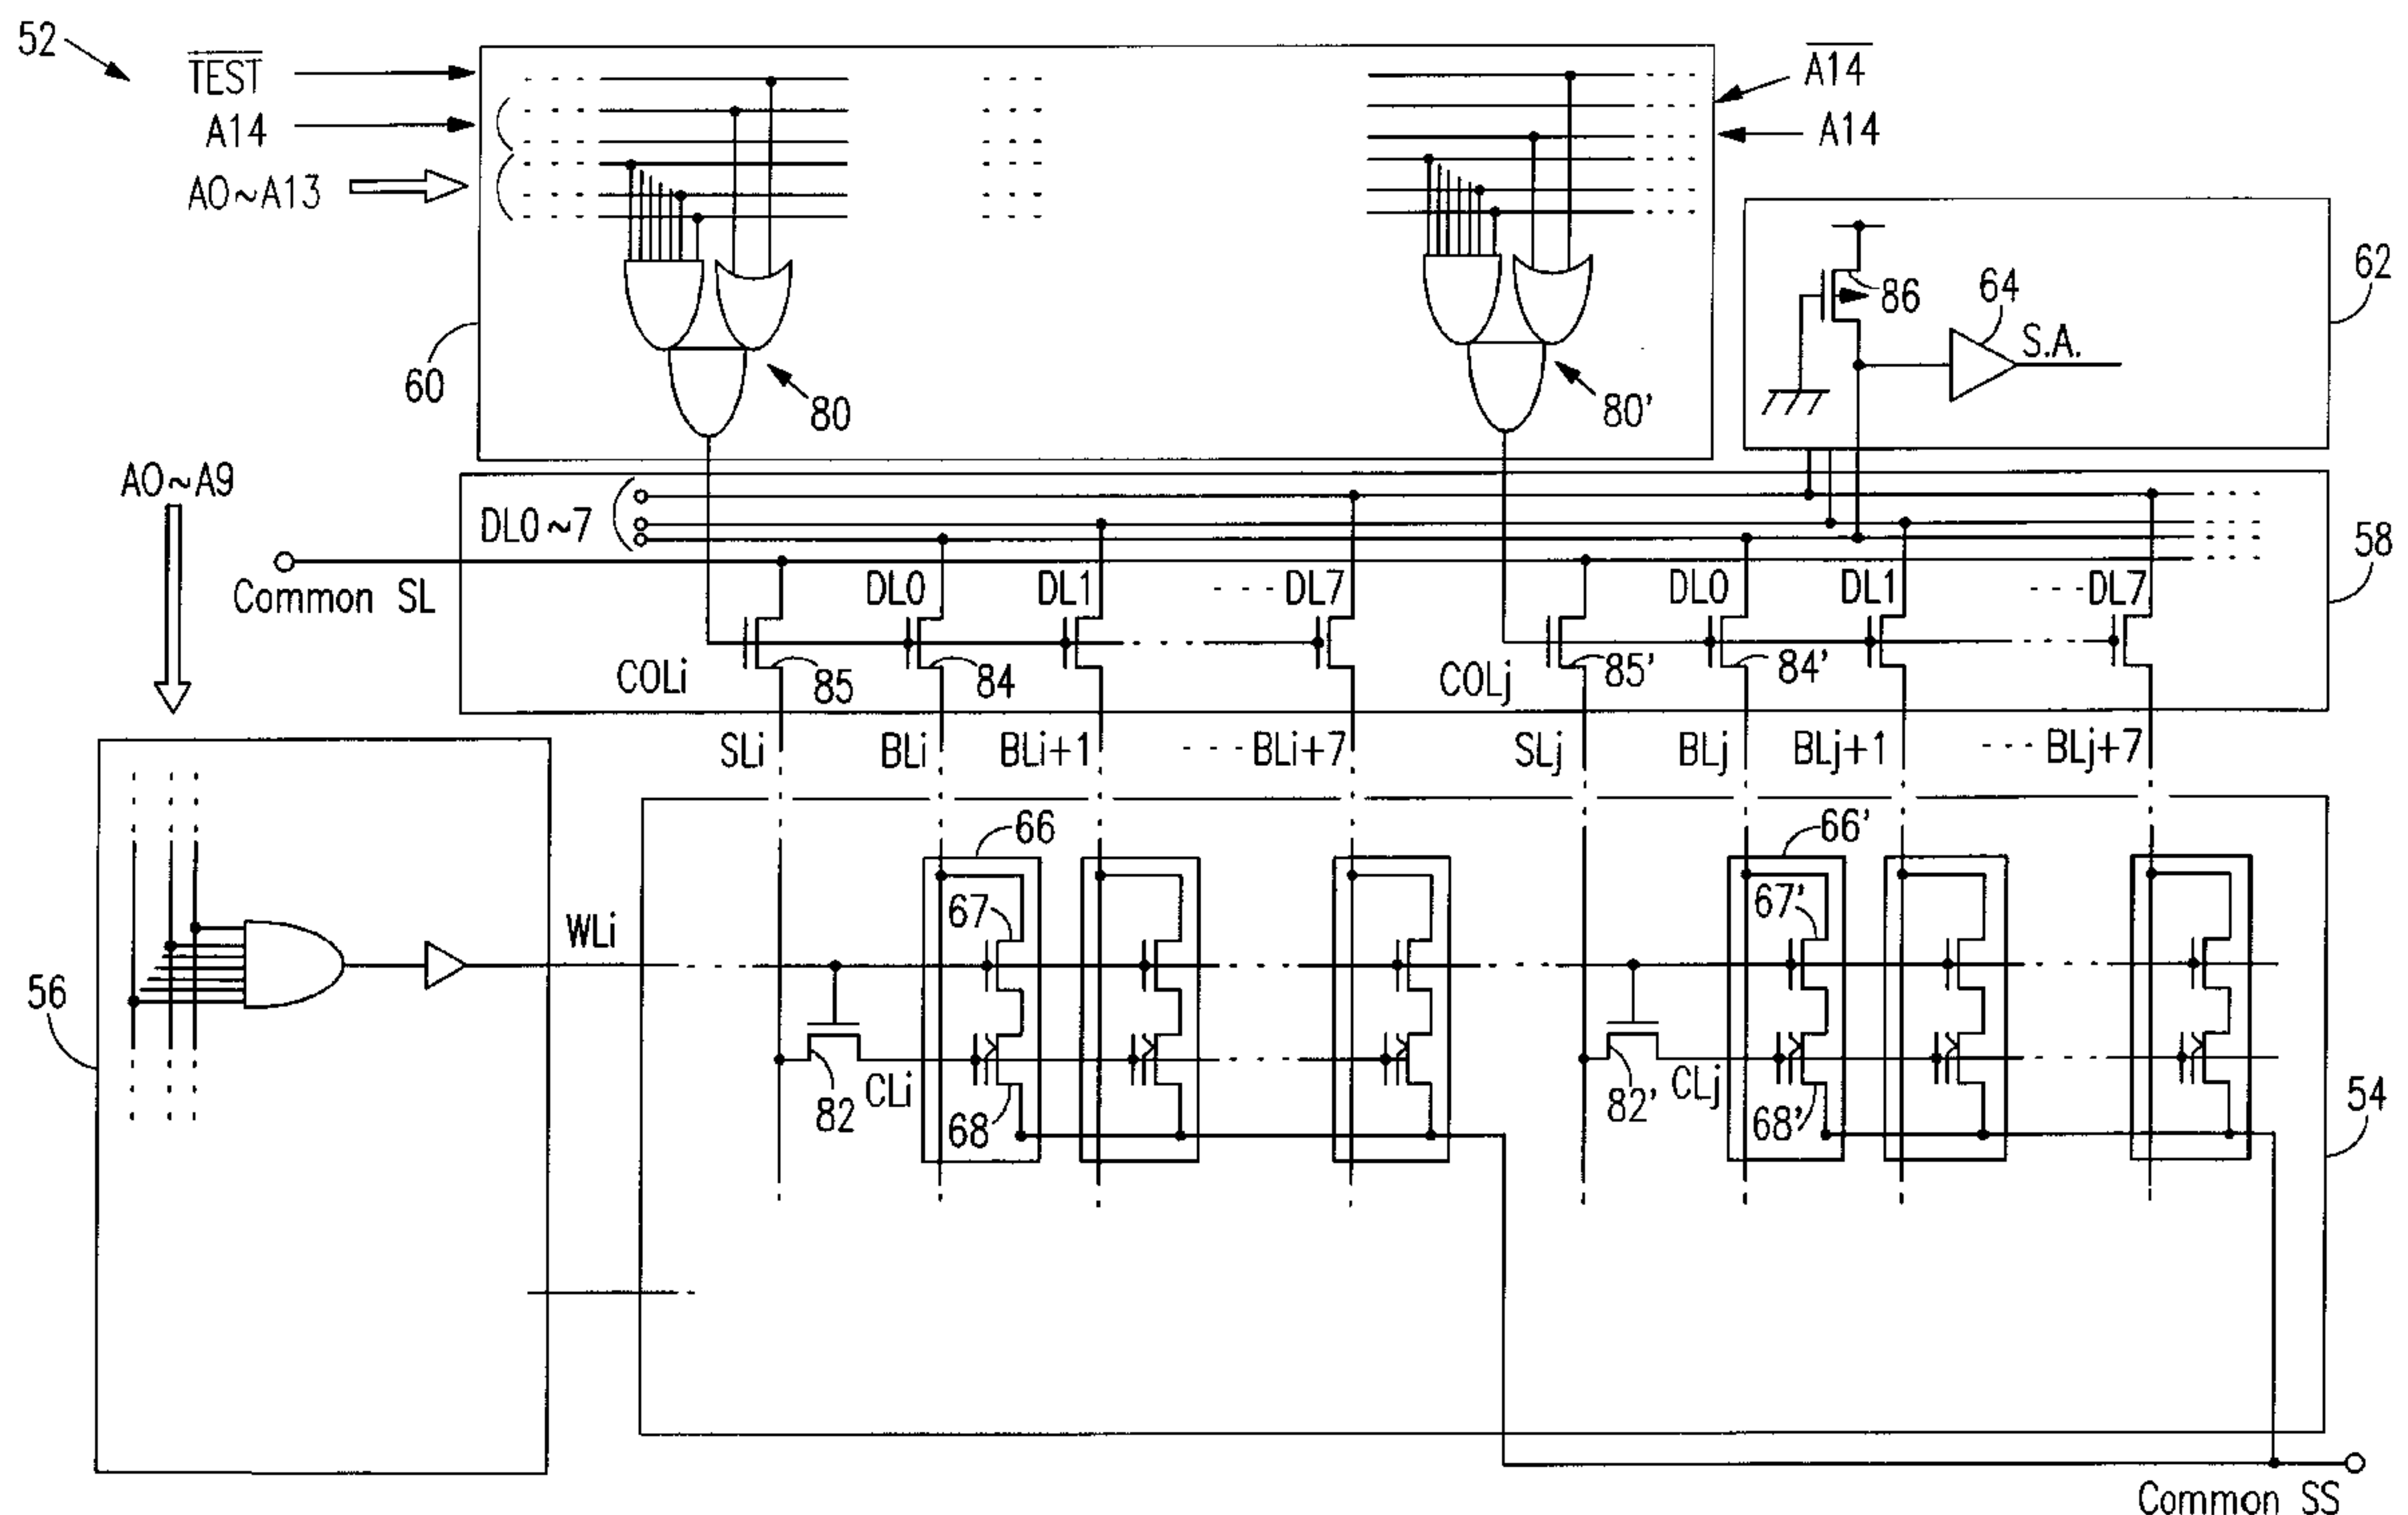 52
TEST
A14
A0~A13
A14
A14
60
80
80'
86
64
S.A.
62
A0~A9
DL0~7
Common SL
DL0
DL1
---DL7
DL0
DL1
---DL7
58
COLi
85
84
COLj
85'
84'
SLi
BLi
BLi+1
---BLi+7
SLj
BLj
BLj+1
---BLj+7
66
66'
67
67'
WLi
56
82
CLi
68
82'
CLj
68'
54
Common SS